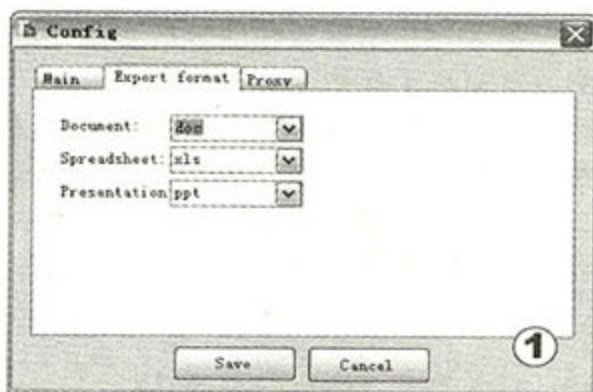 Config
Main Export format Proxy
Document: doc
Spreadsheet: xls
Presentation ppt
Save Cancel
1